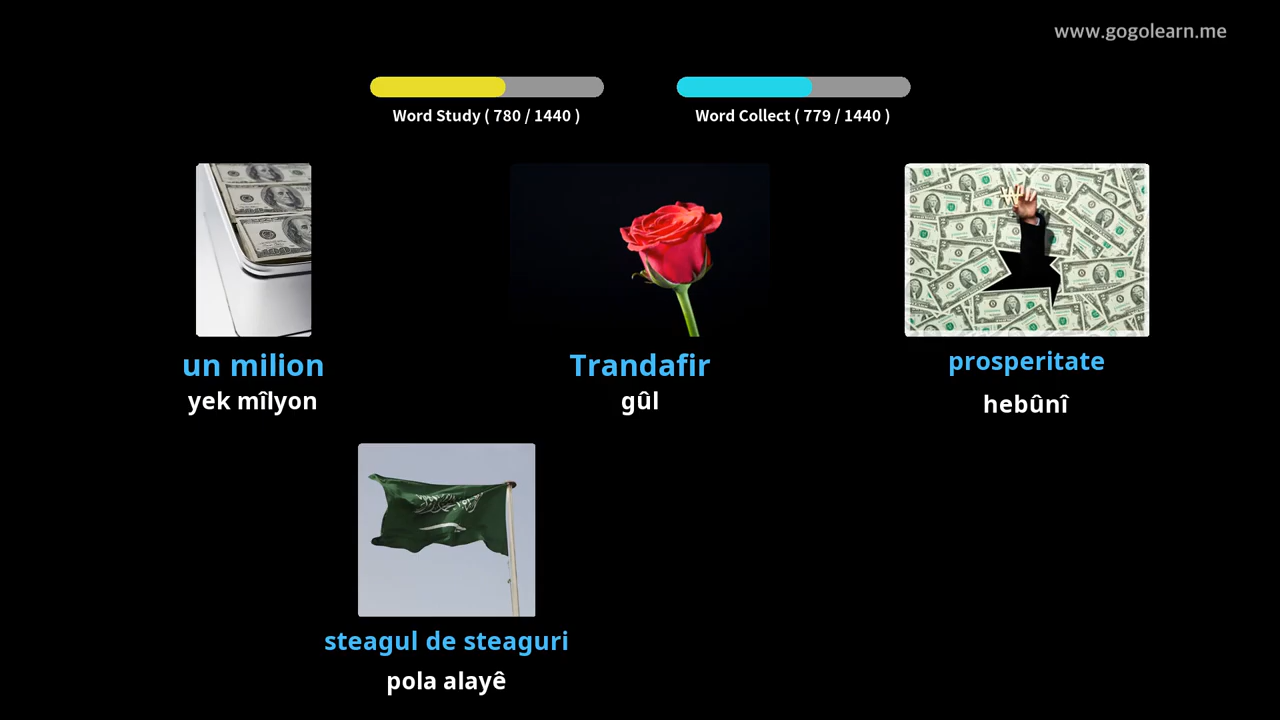 www.gogolearn.me
Word Study ( 780 / 1440 )
Word Collect ( 779 / 1440 )
un milion
yek mîlyon
Trandafir
gûl
prosperitate
hebûnî
steagul de steaguri
pola alayê